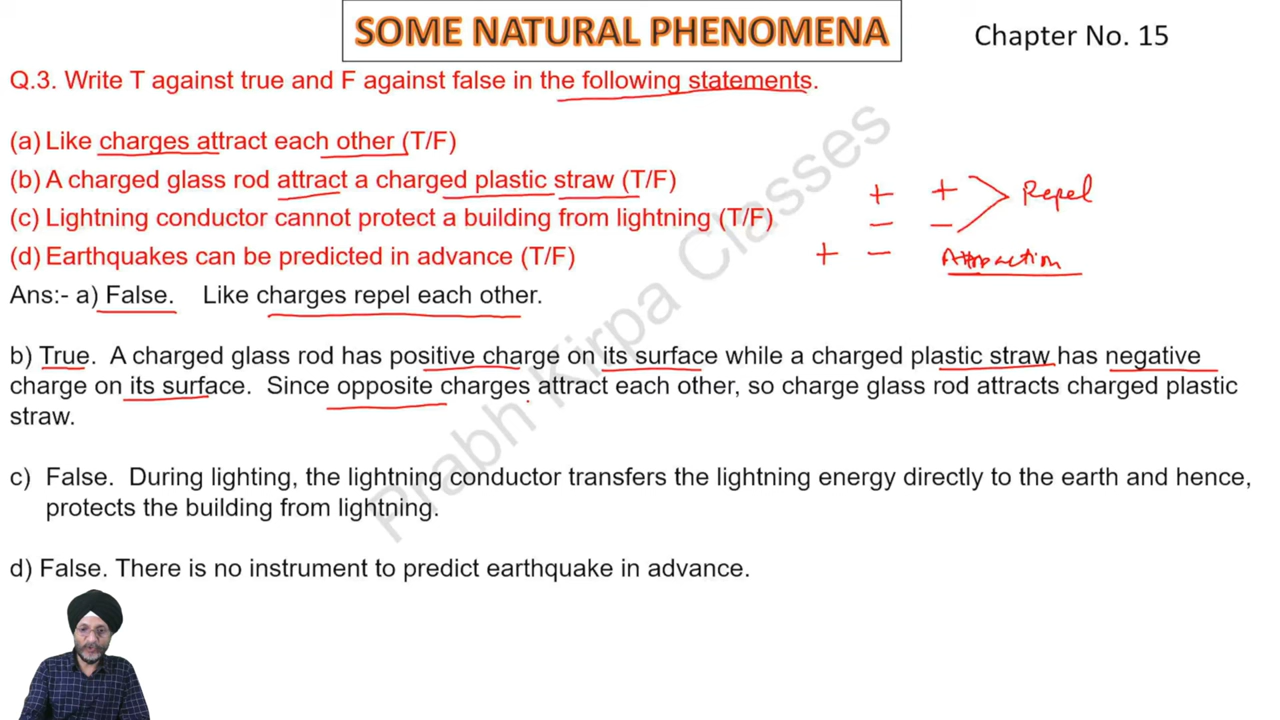 SOME NATURAL PHENOMENA
Chapter No. 15
Q.3. Write T against true and F against false in the following statements.
(a) Like charges attract each other (T/F)
(b) A charged glass rod attract a charged plastic straw (T/F)
(c) Lightning conductor cannot protect a building from lightning (T/F)
(d) Earthquakes can be predicted in advance (T/F)
+ + Repel
− −
+ − Attraction
Ans:- a) False. Like charges repel each other.
b) True. A charged glass rod has positive charge on its surface while a charged plastic straw has negative
charge on its surface. Since opposite charges attract each other, so charge glass rod attracts charged plastic
straw.
c) False. During lighting, the lightning conductor transfers the lightning energy directly to the earth and hence,
protects the building from lightning.
d) False. There is no instrument to predict earthquake in advance.
Prabh Kirpa Classes